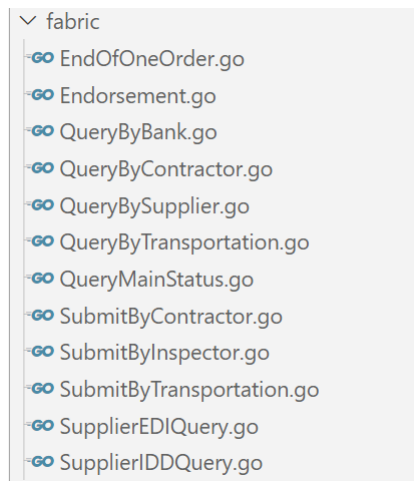 fabric
GO EndOfOneOrder.go
GO Endorsement.go
GO QueryByBank.go
GO QueryByContractor.go
GO QueryBySupplier.go
GO QueryByTransportation.go
GO QueryMainStatus.go
GO SubmitByContractor.go
GO SubmitByInspector.go
GO SubmitByTransportation.go
GO SupplierEDIQuery.go
GO SupplierIDDQuery.go